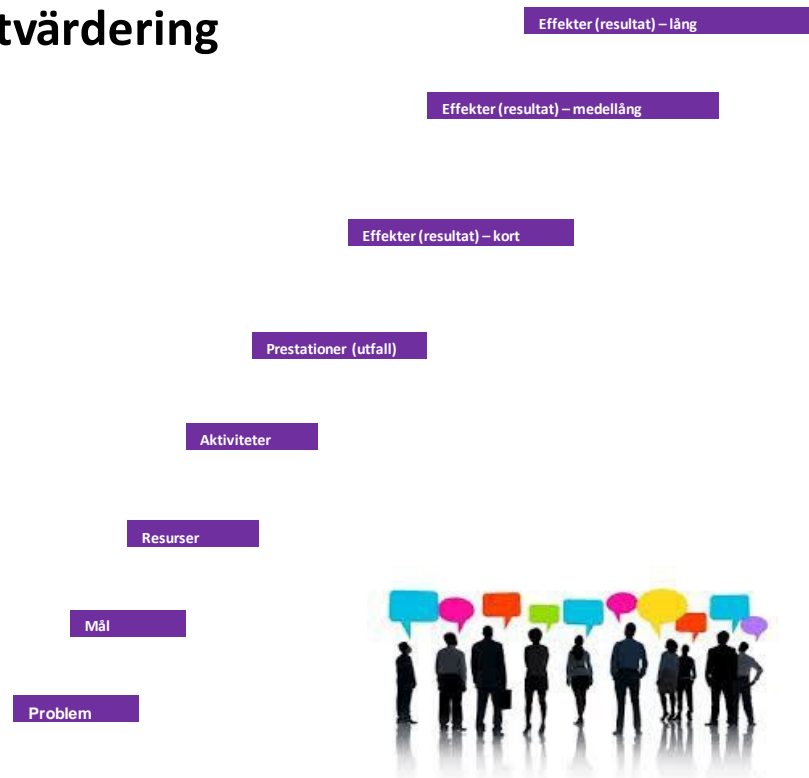 tvärdering
Effekter (resultat) – lång
Effekter (resultat) – medellång
Effekter (resultat) – kort
Prestationer (utfall)
Aktiviteter
Resurser
Mål
Problem